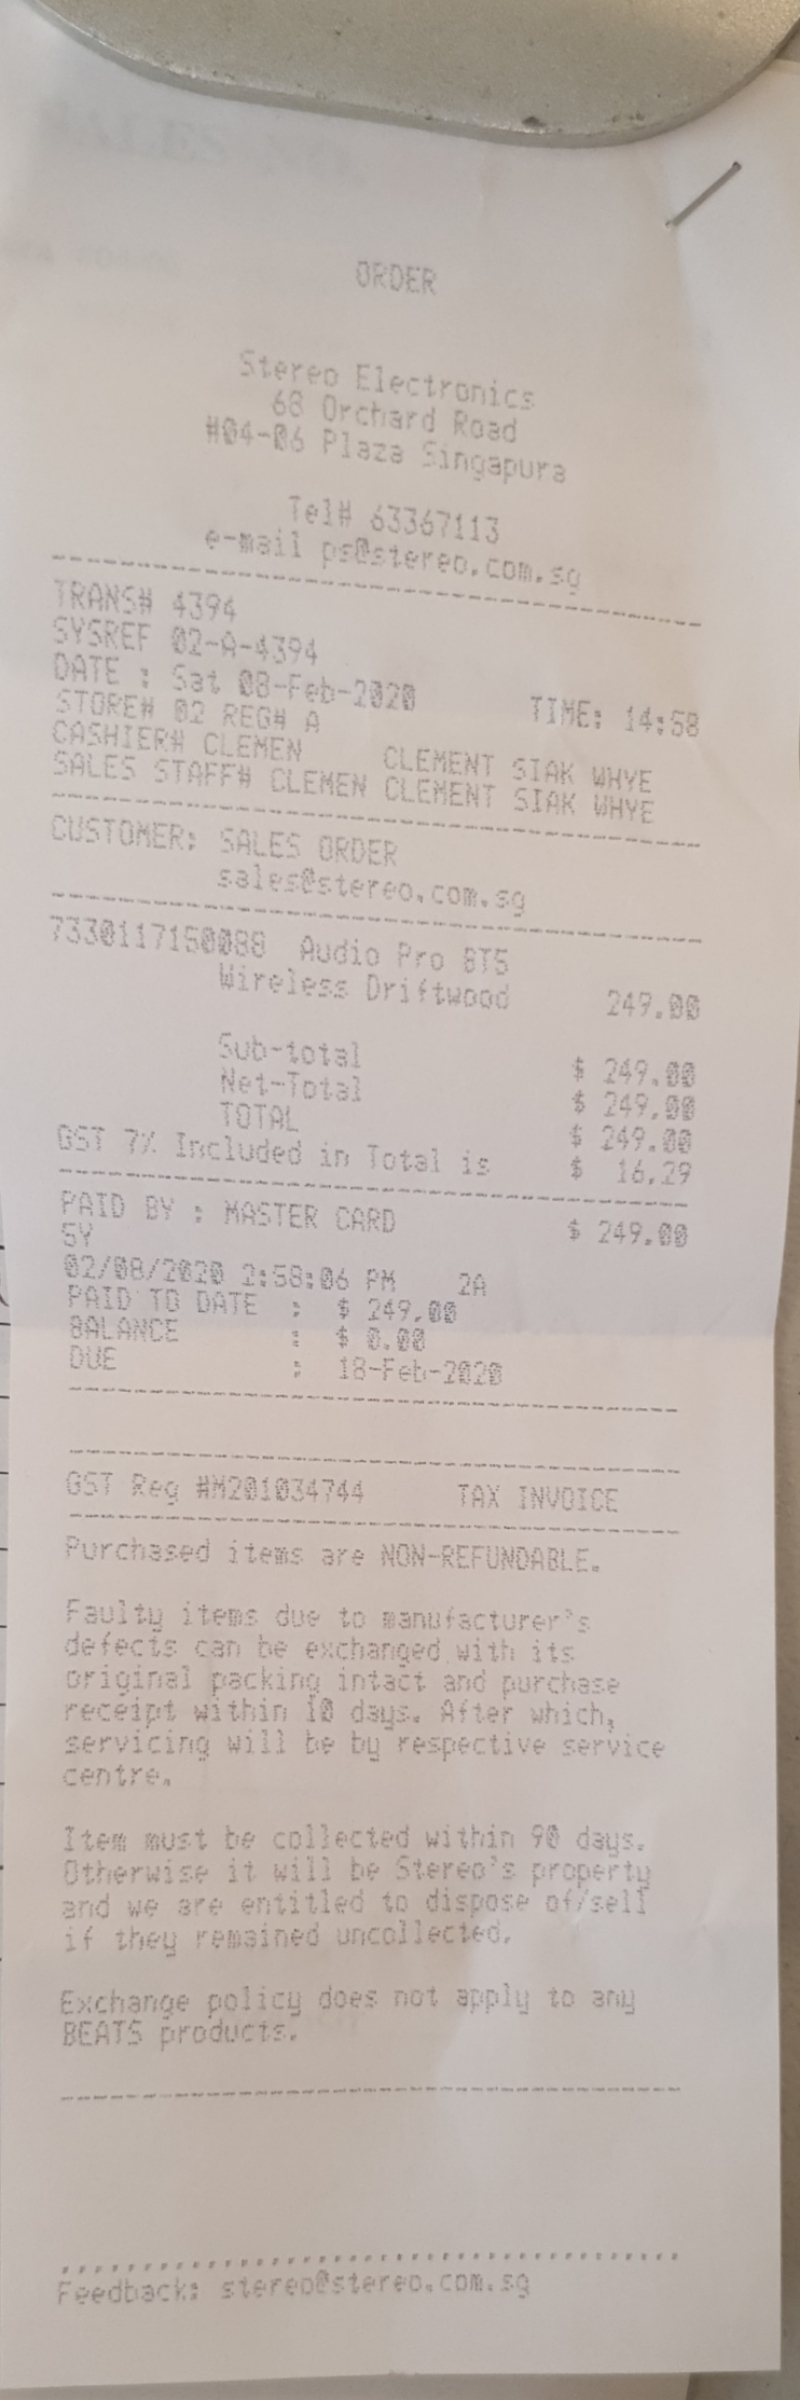 ORDER
Stereo Electronics
68 Orchard Road
#04-06 Plaza Singapura
Tel# 63367113
e-mail ps@stereo.com.sg
TRANS# 4394
SYSREF 02-A-4394
DATE : Sat 08-Feb-2020 TIME: 14:58
STORE# 02 REG# A
CASHIER# CLEMEN CLEMENT SIAK WHYE
SALES STAFF# CLEMEN CLEMENT SIAK WHYE
CUSTOMER: SALES ORDER
sales@stereo.com.sg
7330117150088 Audio Pro BT5
Wireless Driftwood 249.00
Sub-total $ 249.00
Net-Total $ 249.00
TOTAL $ 249.00
GST 7% Included in Total is $ 16.29
PAID BY : MASTER CARD $ 249.00
SY
02/08/2020 2:58:06 PM 2A
PAID TO DATE : $ 249.00
BALANCE : $ 0.00
DUE : 18-Feb-2020
GST Reg #M201034744 TAX INVOICE
Purchased items are NON-REFUNDABLE.
Faulty items due to manufacturer's
defects can be exchanged with its
original packing intact and purchase
receipt within 10 days. After which,
servicing will be by respective service
centre.
Item must be collected within 90 days.
Otherwise it will be Stereo's property
and we are entitled to dispose of/sell
if they remained uncollected.
Exchange policy does not apply to any
BEATS products.
Feedback: stereo@stereo.com.sg